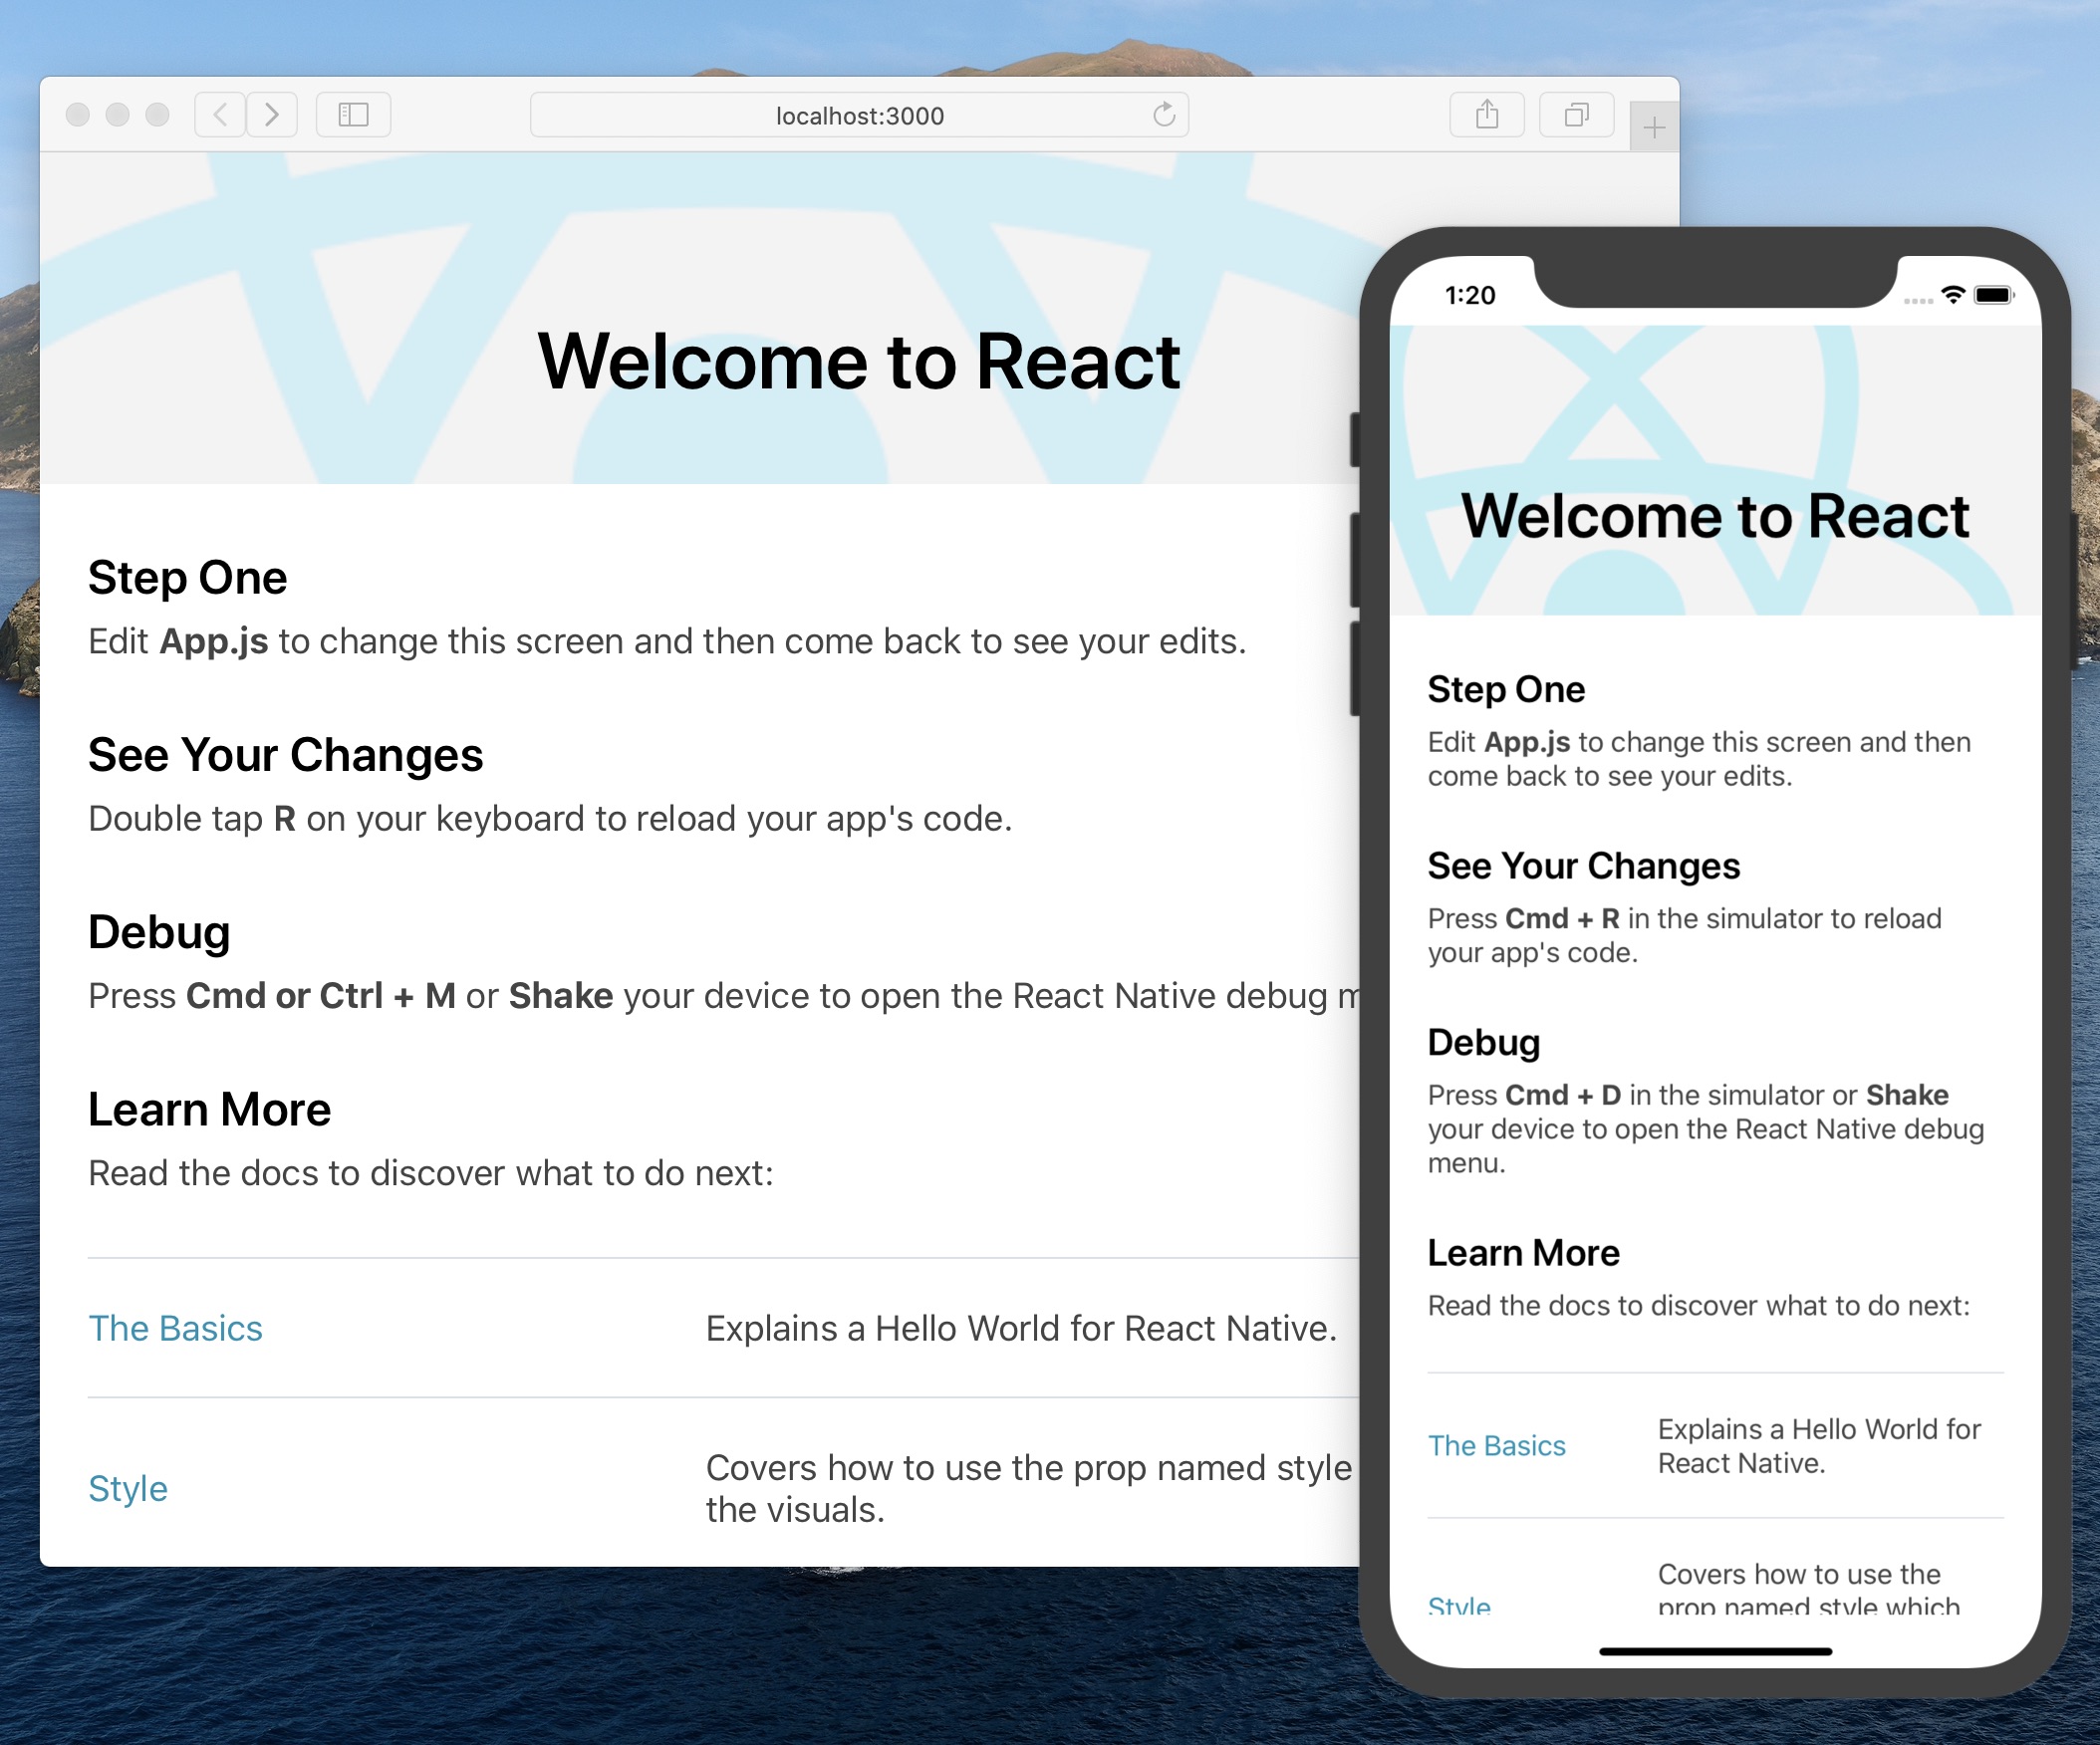 localhost:3000
Welcome to React
Step One
Edit App.js to change this screen and then come back to see your edits.
See Your Changes
Double tap R on your keyboard to reload your app's code.
Debug
Press Cmd or Ctrl + M or Shake your device to open the React Native debug m
Learn More
Read the docs to discover what to do next:
The Basics
Explains a Hello World for React Native.
Style
Covers how to use the prop named style
the visuals.
1:20
Welcome to React
Step One
Edit App.js to change this screen and then
come back to see your edits.
See Your Changes
Press Cmd + R in the simulator to reload
your app's code.
Debug
Press Cmd + D in the simulator or Shake
your device to open the React Native debug
menu.
Learn More
Read the docs to discover what to do next:
The Basics
Explains a Hello World for
React Native.
Style
Covers how to use the
prop named style which